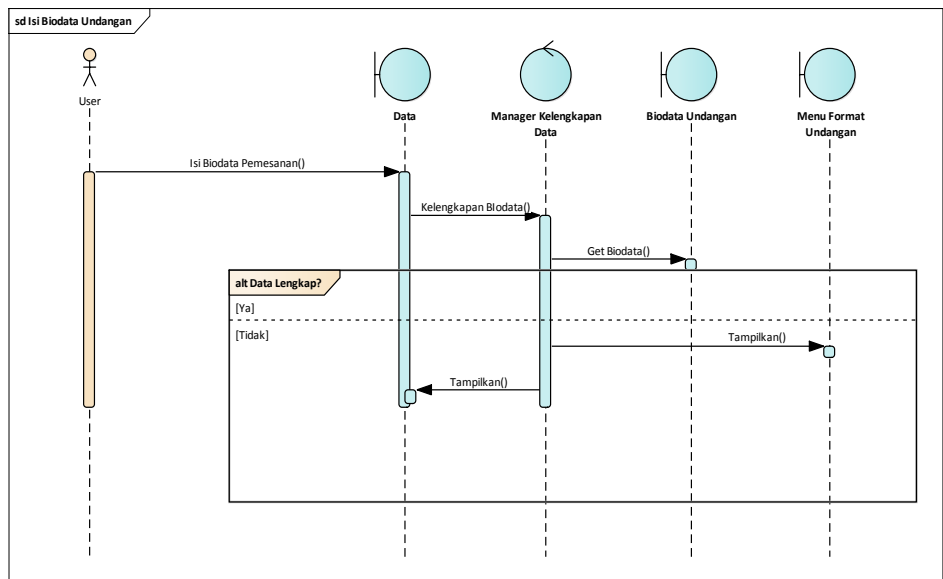 sd Isi Biodata Undangan
User
Data
Manager Kelengkapan
Data
Biodata Undangan
Menu Format
Undangan
Isi Biodata Pemesanan()
Kelengkapan BIodata()
Get Biodata()
alt Data Lengkap?
[Ya]
[Tidak]
Tampilkan()
Tampilkan()